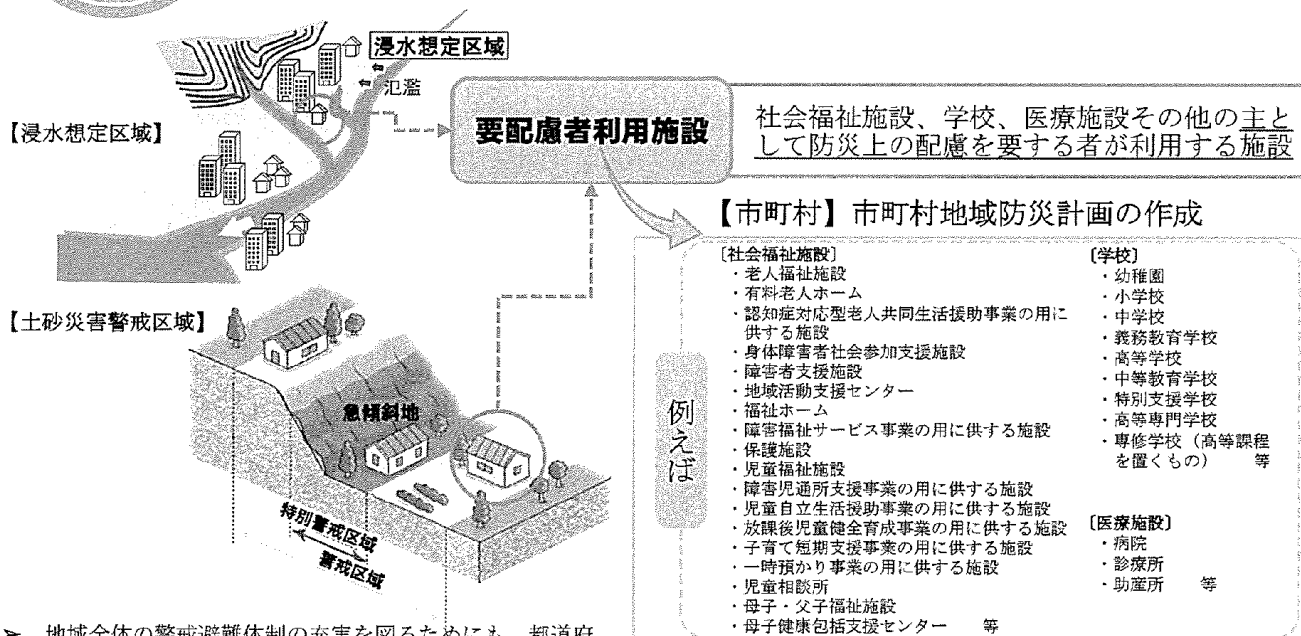 浸水想定区域
氾濫
【浸水想定区域】
要配慮者利用施設
社会福祉施設、学校、医療施設その他の主と
して防災上の配慮を要する者が利用する施設
【市町村】市町村地域防災計画の作成
【土砂災害警戒区域】
急傾斜地
特別警戒区域
警戒区域
例えば
〔社会福祉施設〕
・老人福祉施設
・有料老人ホーム
・認知症対応型老人共同生活援助事業の用に
供する施設
・身体障害者社会参加支援施設
・障害者支援施設
・地域活動支援センター
・福祉ホーム
・障害福祉サービス事業の用に供する施設
・保護施設
・児童福祉施設
・障害児通所支援事業の用に供する施設
・児童自立生活援助事業の用に供する施設
・放課後児童健全育成事業の用に供する施設
・子育て短期支援事業の用に供する施設
・一時預かり事業の用に供する施設
・児童相談所
・母子・父子福祉施設
・母子健康包括支援センター 等
〔学校〕
・幼稚園
・小学校
・中学校
・義務教育学校
・高等学校
・中等教育学校
・特別支援学校
・高等専門学校
・専修学校（高等課程
を置くもの） 等
〔医療施設〕
・病院
・診療所
・助産所 等
➢ 地域全体の警戒避難体制の充実を図るためにも、都道府